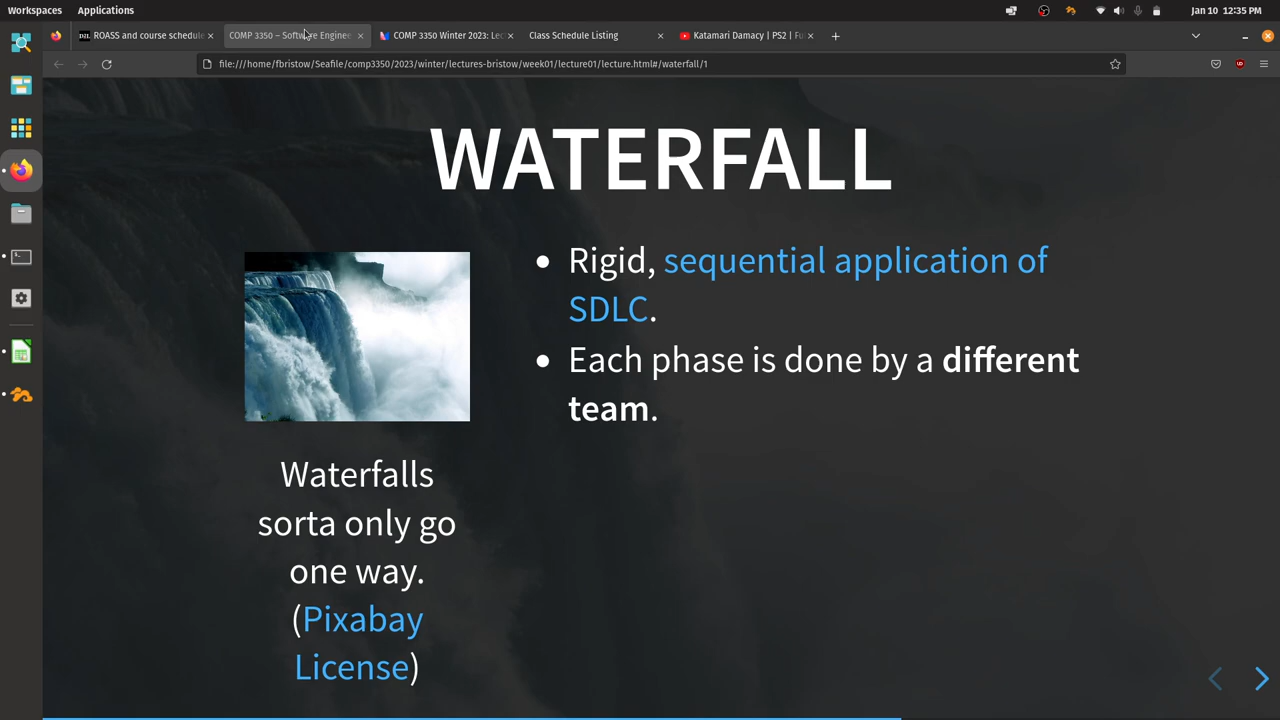 Workspaces Applications Jan 10 12:35 PM
DIL ROASS and course schedul COMP 3350 – Software Enginee COMP 3350 Winter 2023: Lec Class Schedule Listing Katamari Damacy | PS2 | Fu
file:///home/fbristow/Seafile/comp3350/2023/winter/lectures-bristow/week01/lecture01/lecture.html#/waterfall/1
WATERFALL
Rigid, sequential application of
SDLC.
Each phase is done by a different
team.
Waterfalls
sorta only go
one way.
(Pixabay
License)